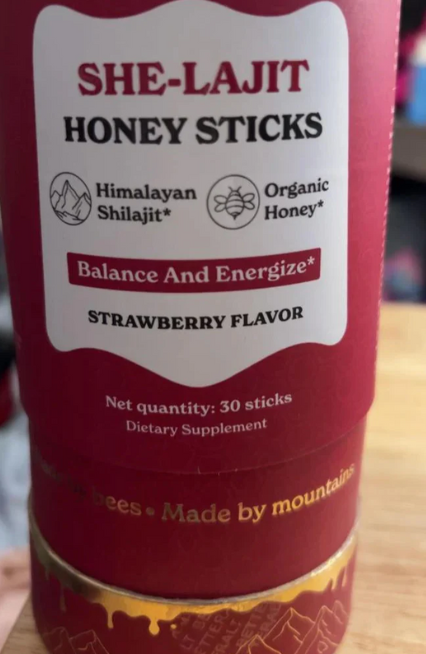 SHE-LAJIT
HONEY STICKS
Himalayan
Shilajit*
Organic
Honey*
Balance And Energize*
STRAWBERRY FLAVOR
Net quantity: 30 sticks
Dietary Supplement
bees • Made by mountains